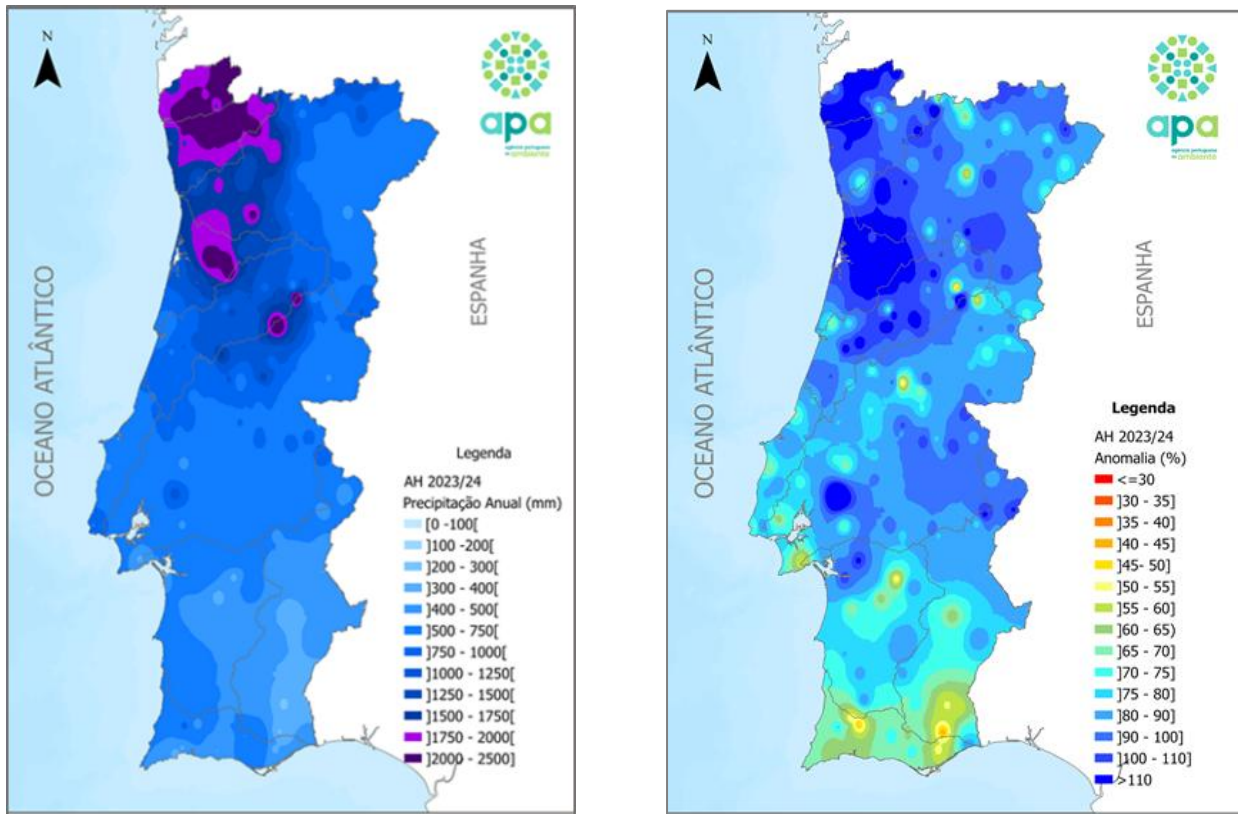 N
apa
agência portuguesa
do ambiente
OCEANO ATLÂNTICO
ESPANHA
Legenda
AH 2023/24
Precipitação Anual (mm)
[0 -100[
]100 -200[
]200 - 300[
]300 - 400[
]400 - 500[
]500 - 750[
]750 - 1000[
]1000 - 1250[
]1250 - 1500[
]1500 - 1750[
]1750 - 2000[
]2000 - 2500[
N
apa
agência portuguesa
do ambiente
OCEANO ATLÂNTICO
ESPANHA
Legenda
AH 2023/24
Anomalia (%)
<=30
]30 - 35]
]35 - 40]
]40 - 45]
]45- 50]
]50 - 55]
]55 - 60]
]60 - 65)
]65 - 70]
]70 - 75]
]75 - 80]
]80 - 90]
]90 - 100]
]100 - 110]
>110